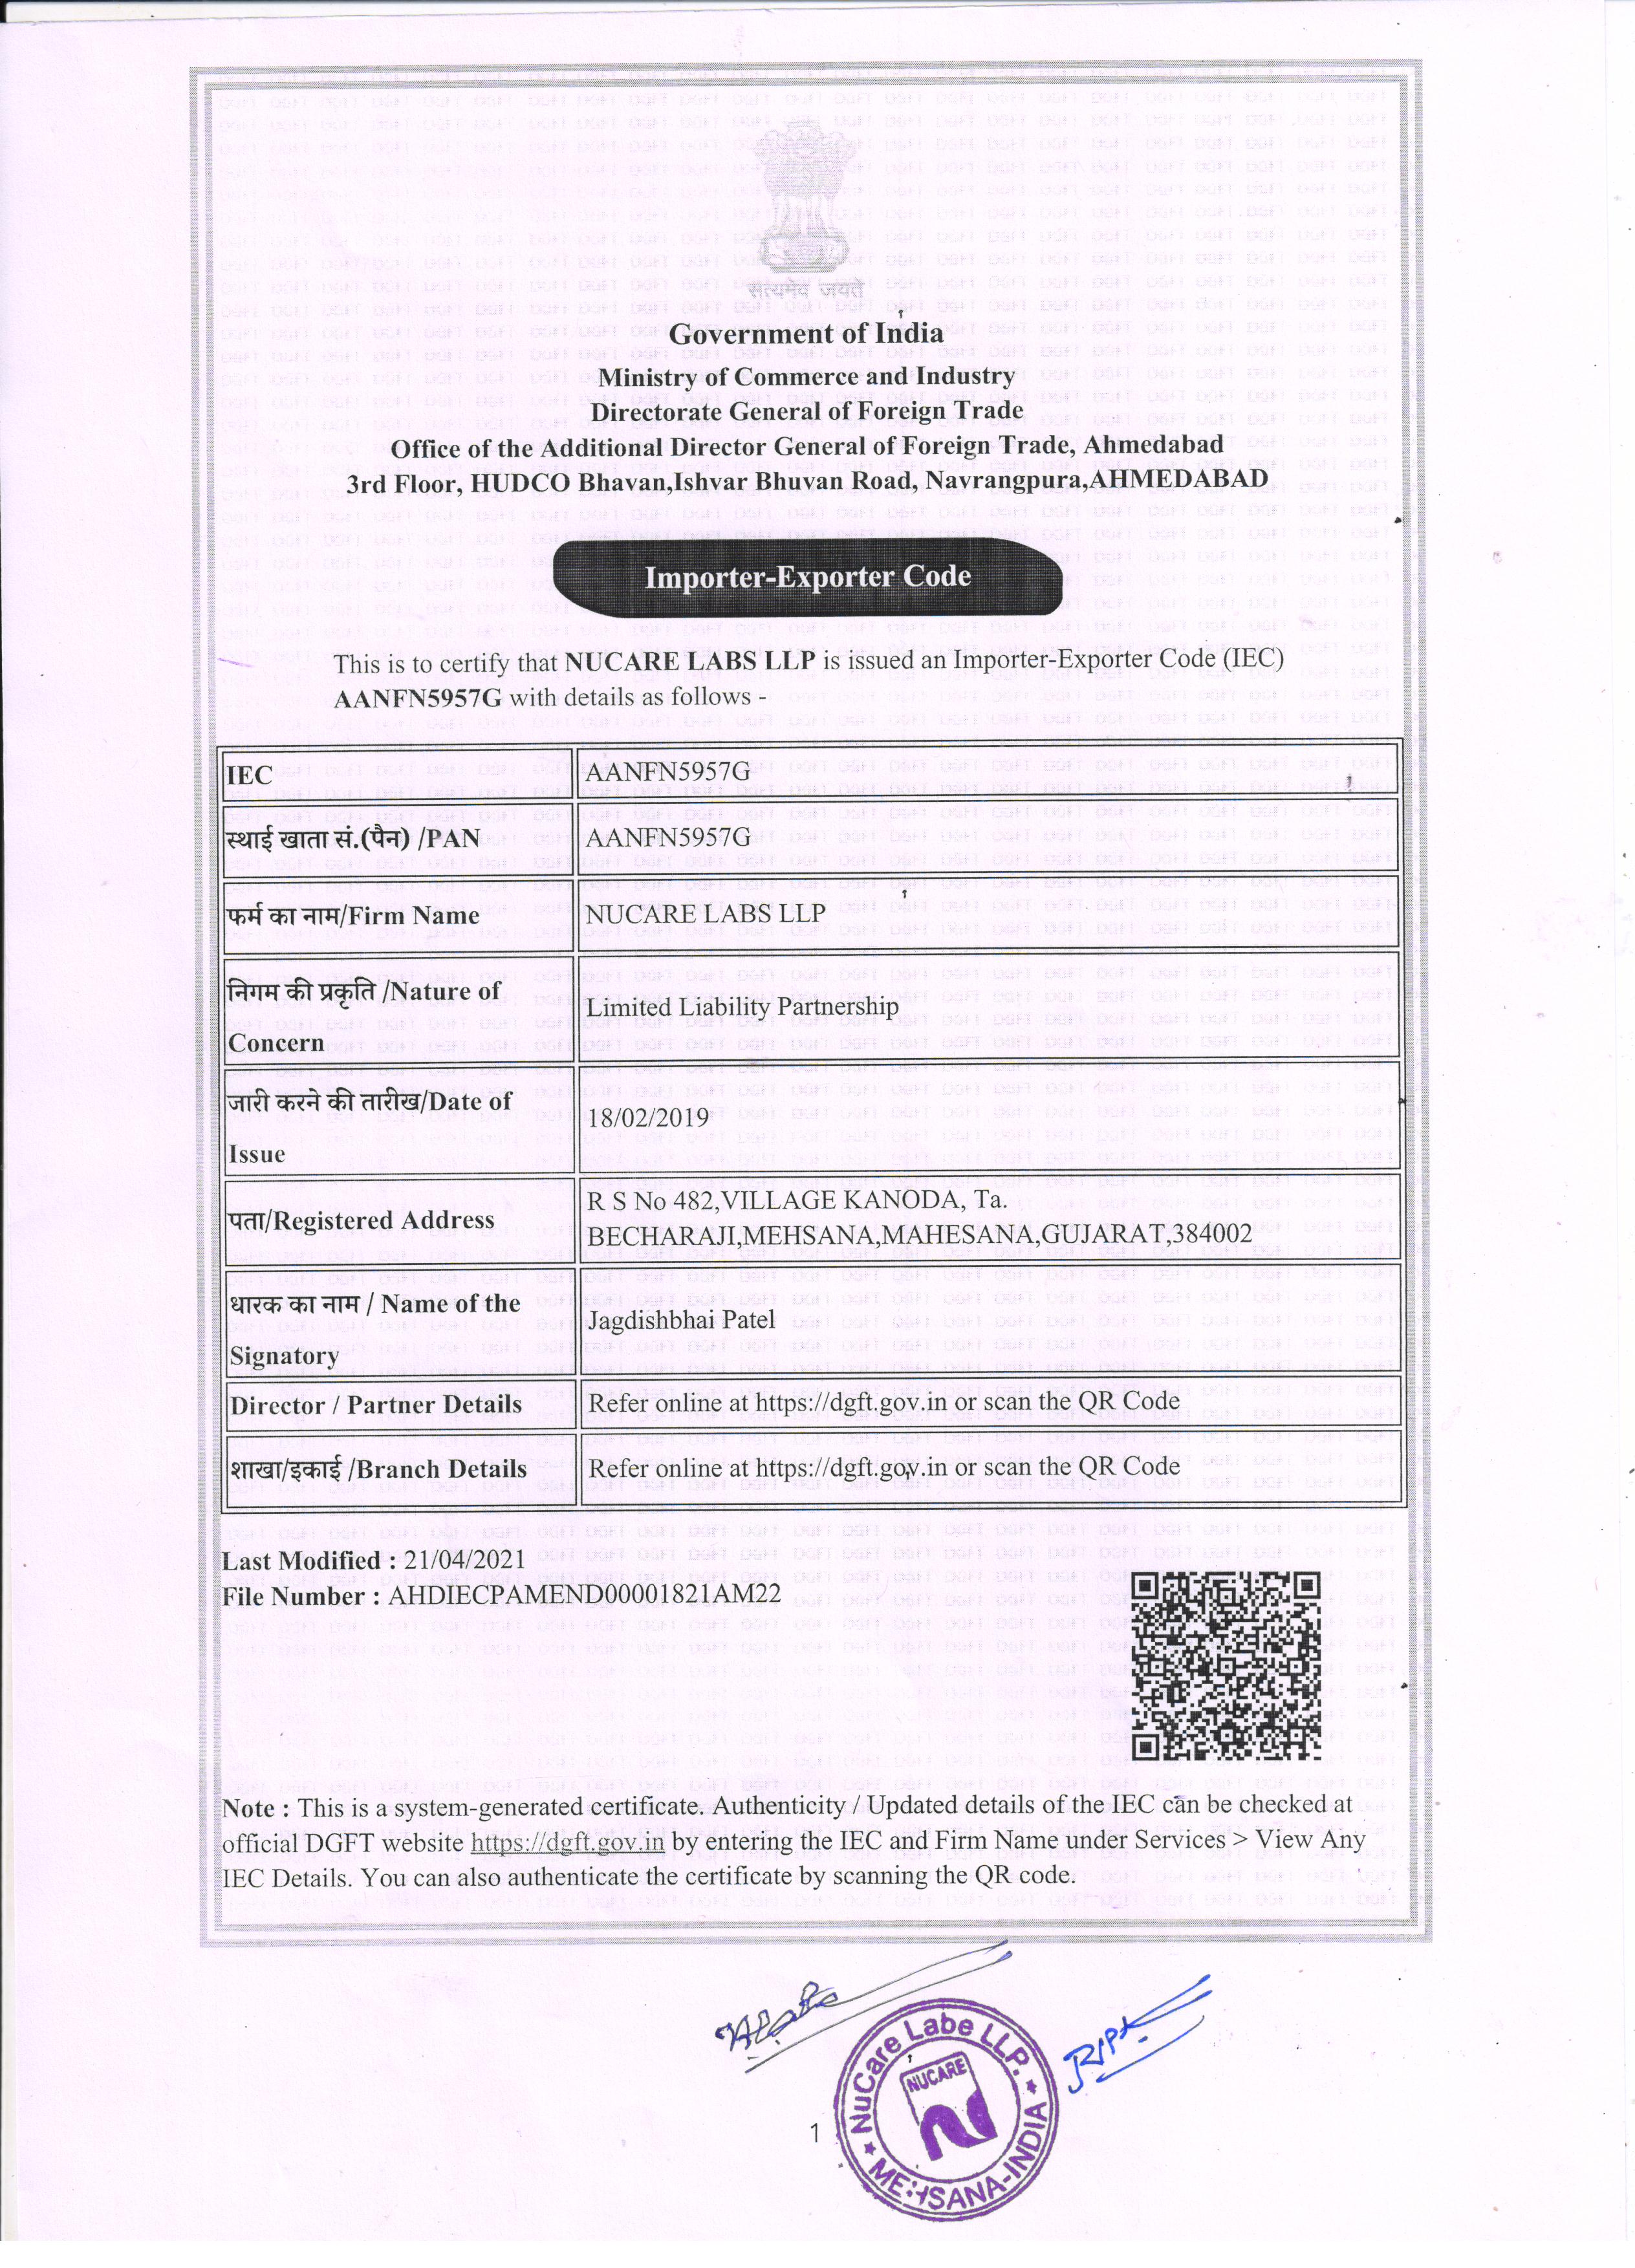 सत्यमेव जयते
Government of India
Ministry of Commerce and Industry
Directorate General of Foreign Trade
Office of the Additional Director General of Foreign Trade, Ahmedabad
3rd Floor, HUDCO Bhavan,Ishvar Bhuvan Road, Navrangpura,AHMEDABAD
Importer-Exporter Code
This is to certify that NUCARE LABS LLP is issued an Importer-Exporter Code (IEC)
AANFN5957G with details as follows -
IEC AANFN5957G
स्थाई खाता सं.(पैन) /PAN AANFN5957G
फर्म का नाम/Firm Name NUCARE LABS LLP
निगम की प्रकृति /Nature of
Concern
Limited Liability Partnership
जारी करने की तारीख/Date of
Issue
18/02/2019
पता/Registered Address
R S No 482,VILLAGE KANODA, Ta.
BECHARAJI,MEHSANA,MAHESANA,GUJARAT,384002
धारक का नाम / Name of the
Signatory
Jagdishbhai Patel
Director / Partner Details Refer online at https://dgft.gov.in or scan the QR Code
शाखा/इकाई /Branch Details Refer online at https://dgft.gov.in or scan the QR Code
Last Modified : 21/04/2021
File Number : AHDIECPAMEND00001821AM22
Note : This is a system-generated certificate. Authenticity / Updated details of the IEC can be checked at
official DGFT website https://dgft.gov.in by entering the IEC and Firm Name under Services > View Any
IEC Details. You can also authenticate the certificate by scanning the QR code.
NuCare Labe LLP.
NUCARE
MEHSANA-INDIA
1